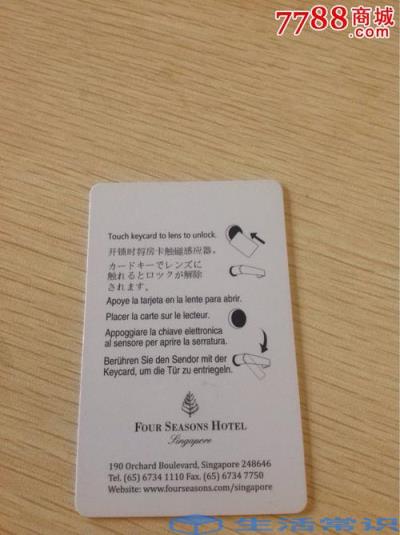 7788商城
.com
Touch keycard to lens to unlock.
开锁时将房卡触磁感应器。
カードキーでレンズに
触れるとロックが解除
されます。
Apoye la tarjeta en la lente para abrir.
Placer la carte sur le lecteur.
Appoggiare la chiave elettronica
al sensore per aprire la serratura.
Berühren Sie den Sendor mit der
Keycard, um die Tür zu entriegeln.
FOUR SEASONS HOTEL
Singapore
190 Orchard Boulevard, Singapore 248646
Tel. (65) 6734 1110 Fax. (65) 6734 7750
Website: www.fourseasons.com/singapore
生活常识